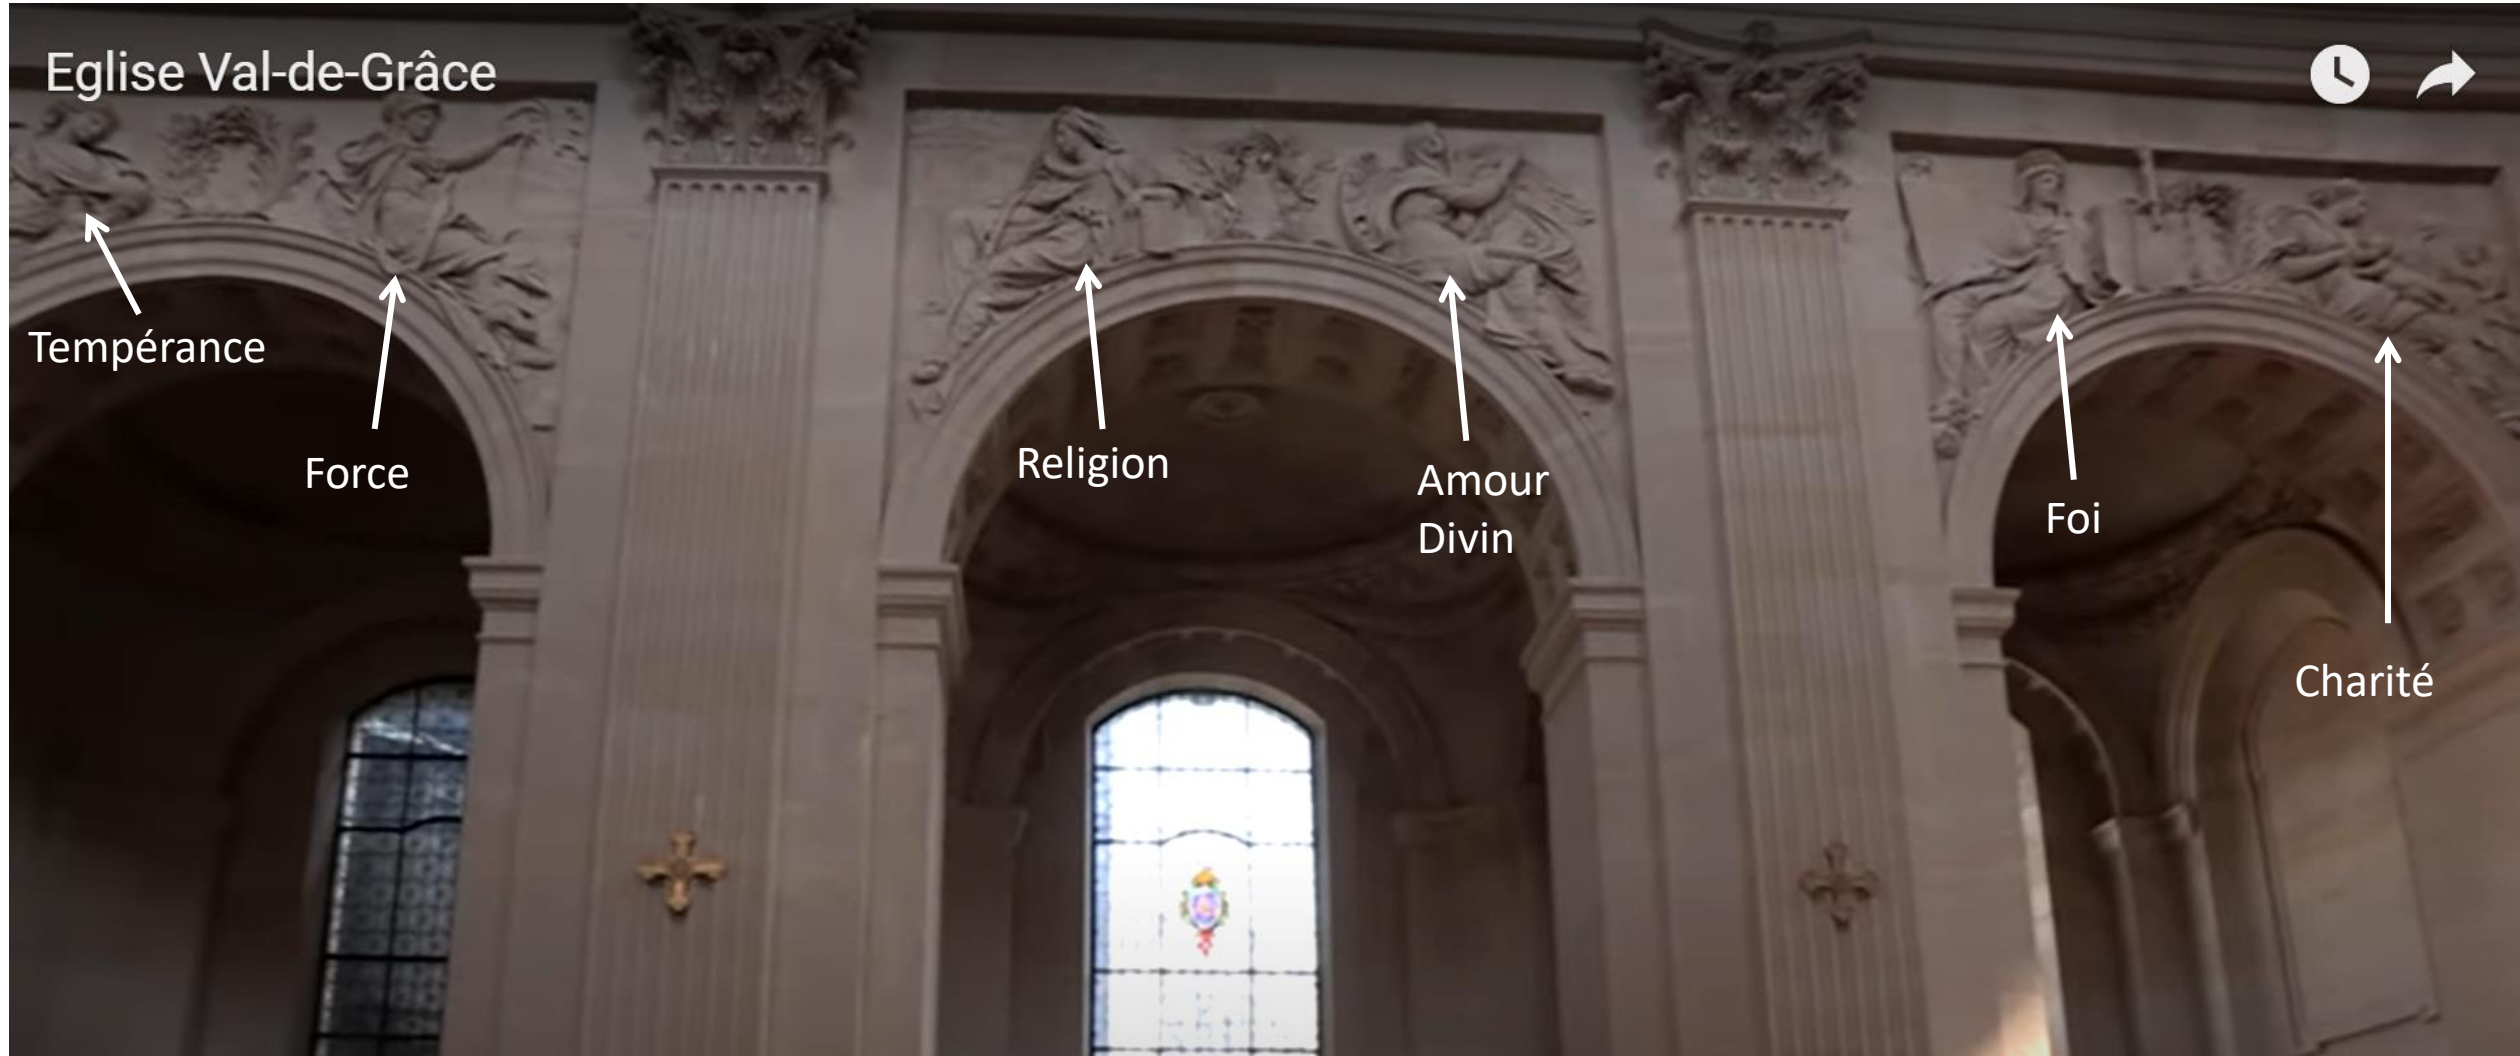 Eglise Val-de-Grâce
Tempérance
Force
Religion
Amour
Divin
Foi
Charité